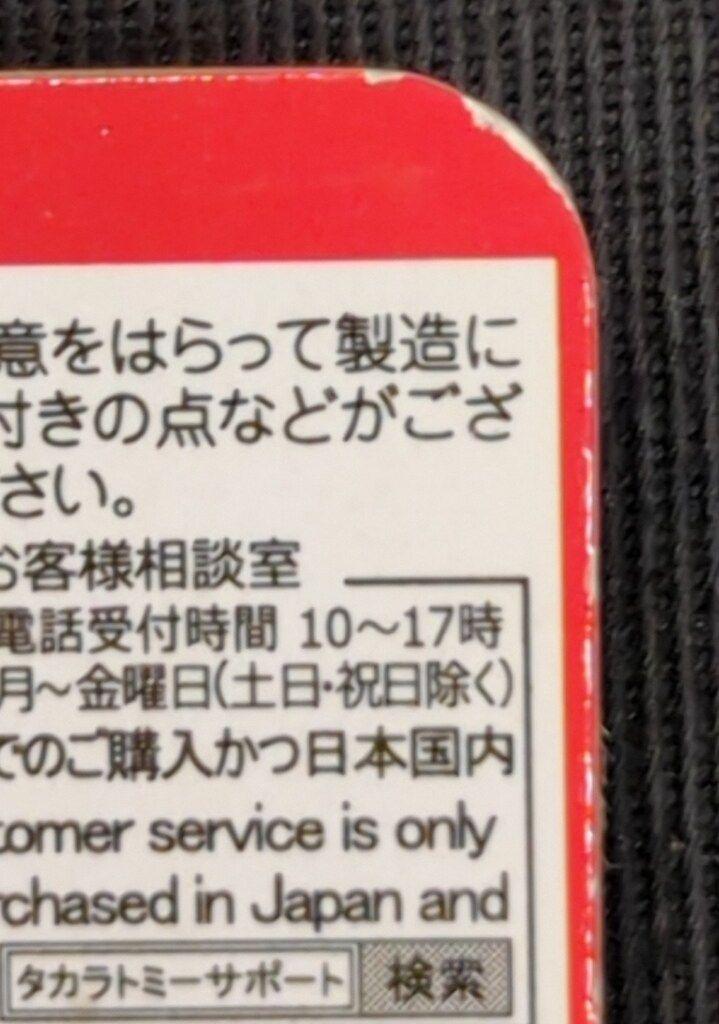 意をはらって製造に
付きの点などがござ
さい。
お客様相談室
電話受付時間 10～17時
月～金曜日(土日・祝日除く)
でのご購入かつ日本国内
tomer service is only
rchased in Japan and
タカラトミーサポート 検索